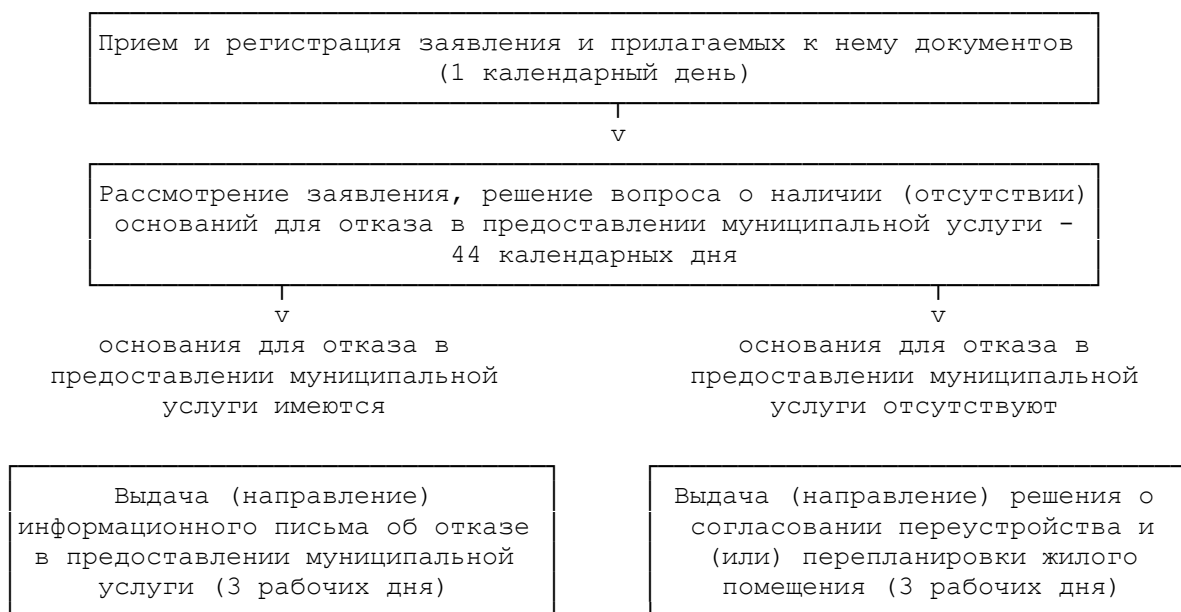 Прием и регистрация заявления и прилагаемых к нему документов
(1 календарный день)
v
Рассмотрение заявления, решение вопроса о наличии (отсутствии)
оснований для отказа в предоставлении муниципальной услуги -
44 календарных дня
v
v
основания для отказа в
предоставлении муниципальной
услуги имеются
основания для отказа в
предоставлении муниципальной
услуги отсутствуют
Выдача (направление)
информационного письма об отказе
в предоставлении муниципальной
услуги (3 рабочих дня)
Выдача (направление) решения о
согласовании переустройства и
(или) перепланировки жилого
помещения (3 рабочих дня)